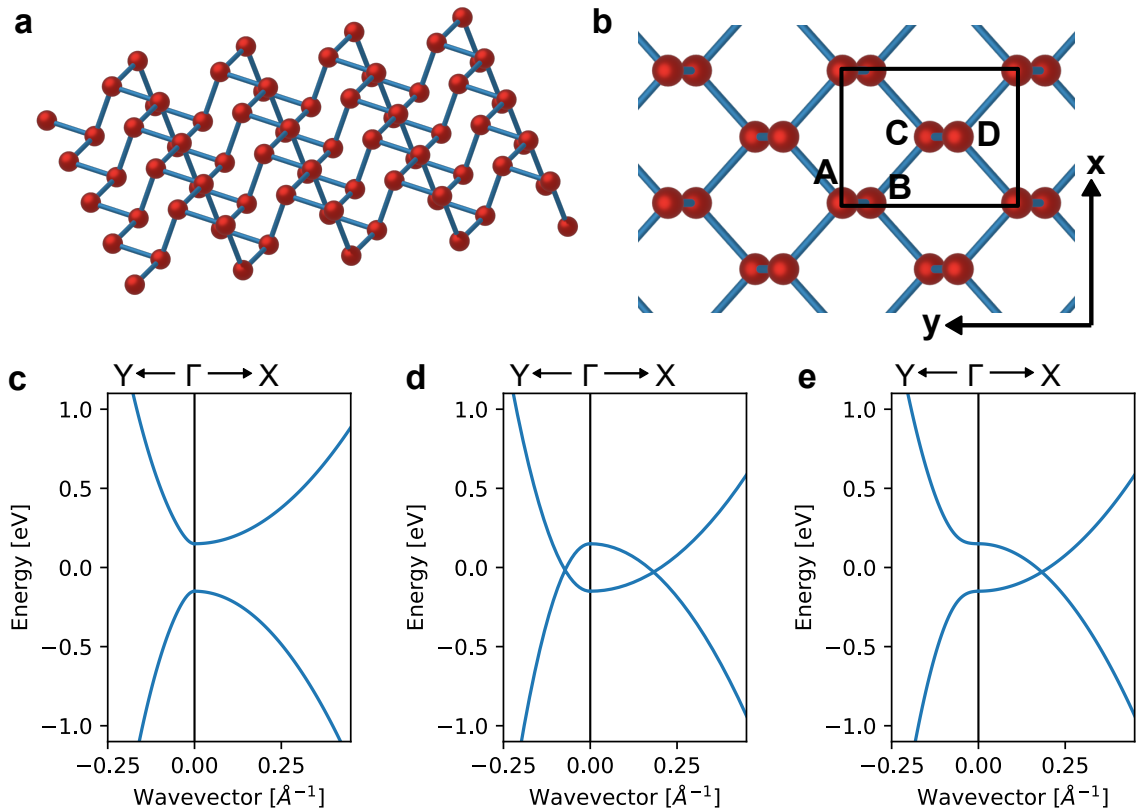 a
b
C
D
A
B
x
y
c
Y ← Γ → X
d
Y ← Γ → X
e
Y ← Γ → X
1.0
0.5
0.0
−0.5
−1.0
Energy [eV]
−0.25
0.00
0.25
Wavevector [Å⁻¹]
1.0
0.5
0.0
−0.5
−1.0
Energy [eV]
−0.25
0.00
0.25
Wavevector [Å⁻¹]
1.0
0.5
0.0
−0.5
−1.0
Energy [eV]
−0.25
0.00
0.25
Wavevector [Å⁻¹]